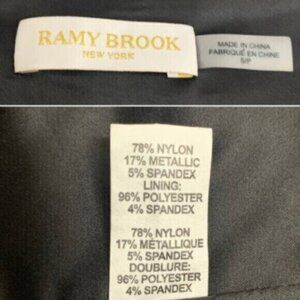 RAMY BROOK
NEW YORK
MADE IN CHINA
FABRIQUÉ EN CHINE
S/P
78% NYLON
17% METALLIC
5% SPANDEX
LINING:
96% POLYESTER
4% SPANDEX
78% NYLON
17% MÉTALLIQUE
5% SPANDEX
DOUBLURE:
96% POLYESTER
4% SPANDEX